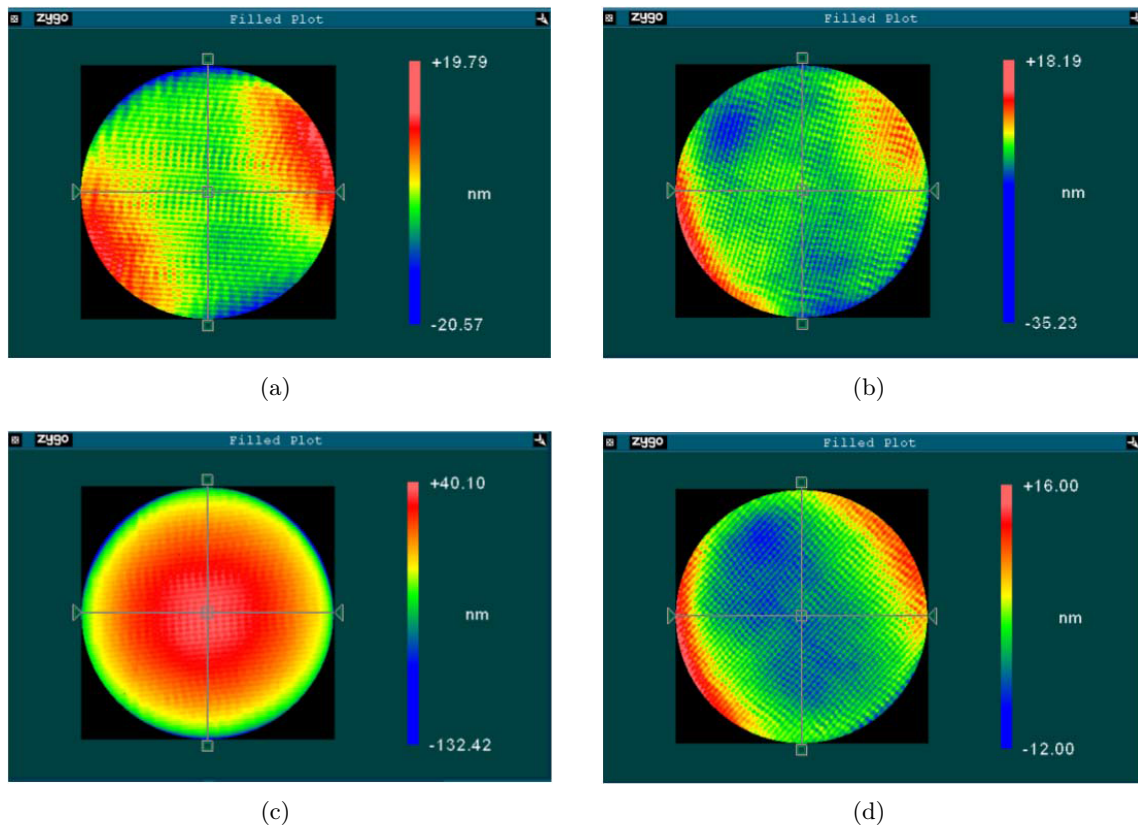 zygo Filled Plot
+19.79
nm
-20.57
(a)
zygo Filled Plot
+18.19
nm
-35.23
(b)
zygo Filled Plot
+40.10
nm
-132.42
(c)
zygo Filled Plot
+16.00
nm
-12.00
(d)